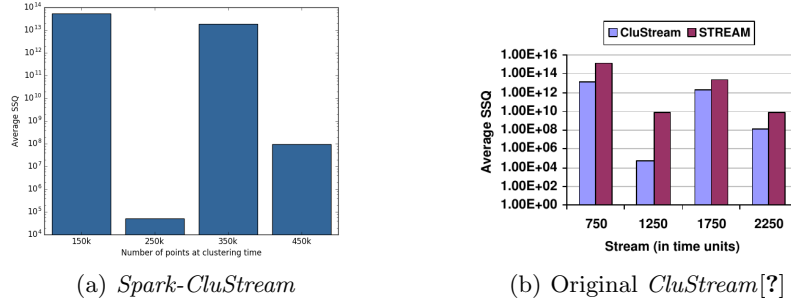 10^14
10^13
10^12
10^11
10^10
10^9
10^8
10^7
10^6
10^5
10^4
Average SSQ
150k 250k 350k 450k
Number of points at clustering time
(a) Spark-CluStream
CluStream STREAM
1.00E+16
1.00E+14
1.00E+12
1.00E+10
1.00E+08
1.00E+06
1.00E+04
1.00E+02
1.00E+00
Average SSQ
750 1250 1750 2250
Stream (in time units)
(b) Original CluStream[?]